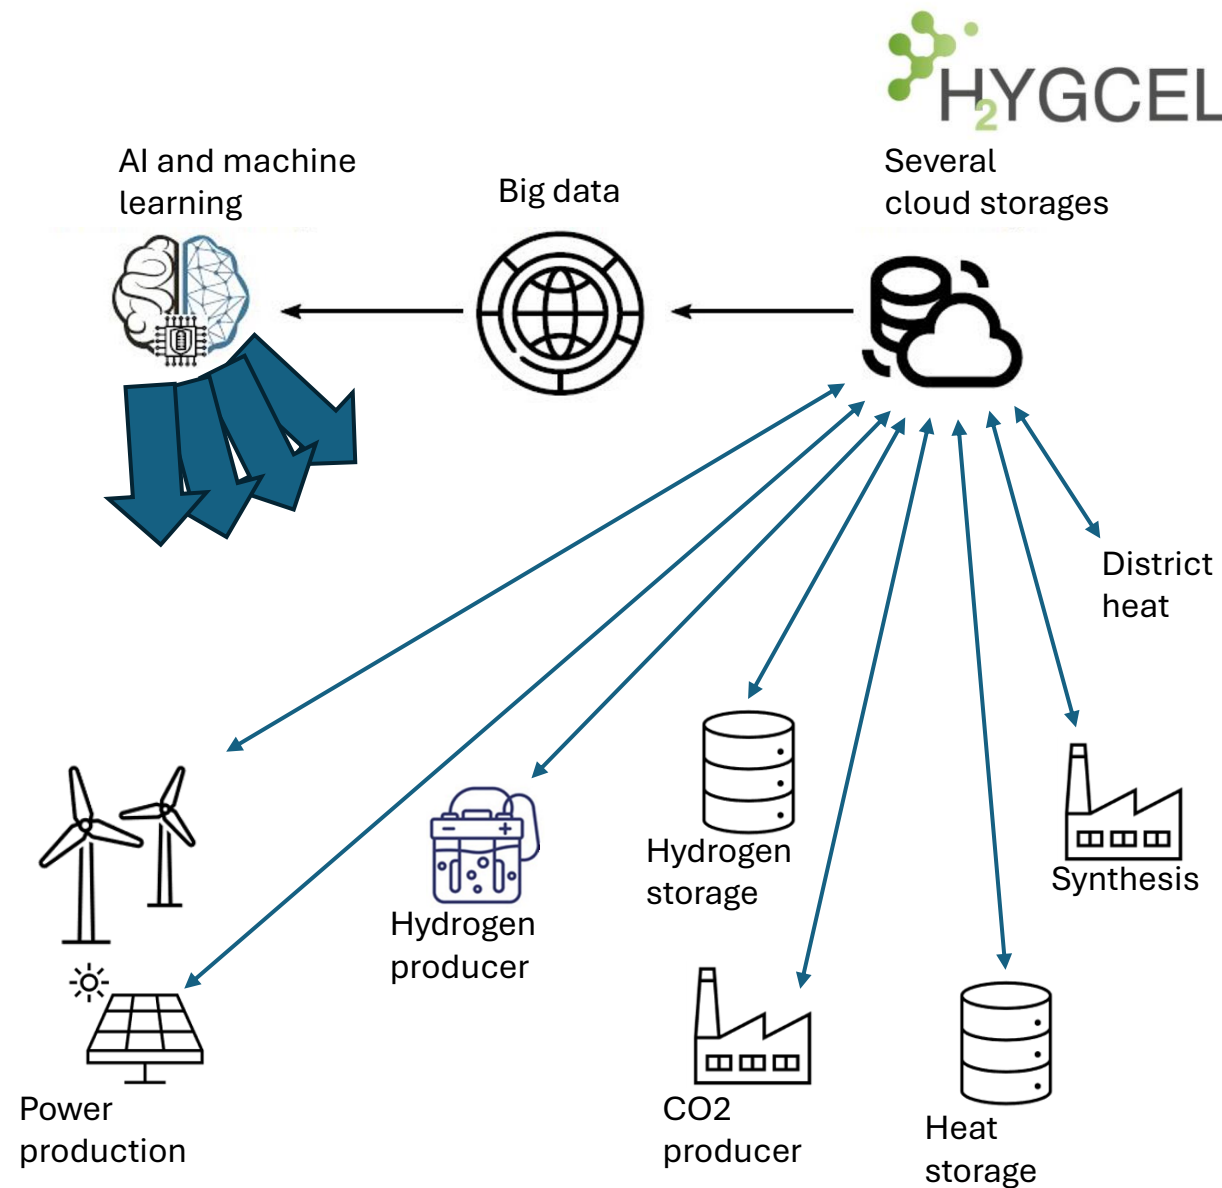 H2YGCEL
AI and machine
learning
Big data
Several
cloud storages
District
heat
Hydrogen
storage
Synthesis
Hydrogen
producer
Power
production
CO2
producer
Heat
storage